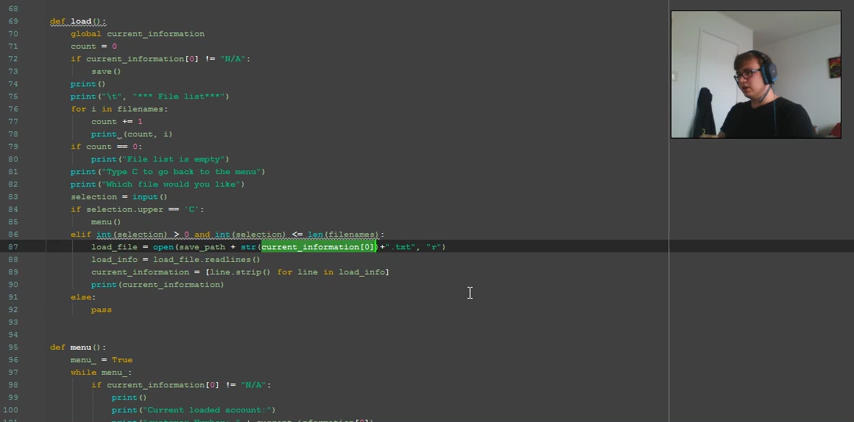 68
69 def load():
70 global current_information
71 count = 0
72 if current_information[0] != "N/A":
73 save()
74 print()
75 print("\t", "*** File list***")
76 for i in filenames:
77 count += 1
78 print_(count, i)
79 if count == 0:
80 print("File list is empty")
81 print("Type C to go back to the menu")
82 print("Which file would you like")
83 selection = input()
84 if selection.upper == 'C':
85 menu()
86 elif int(selection) > 0 and int(selection) <= len(filenames):
87 load_file = open(save_path + str(current_information[0])+".txt", "r")
88 load_info = load_file.readlines()
89 current_information = [line.strip() for line in load_info]
90 print(current_information)
91 else:
92 pass
93
94
95 def menu():
96 menu_ = True
97 while menu_:
98 if current_information[0] != "N/A":
99 print()
100 print("Current loaded account:")